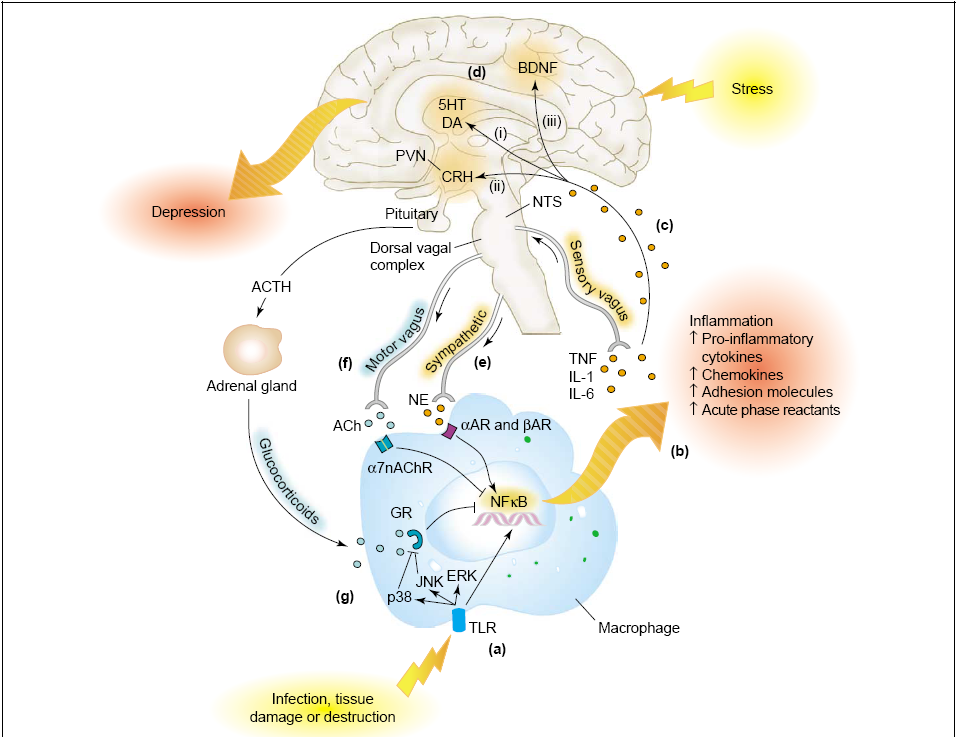 (d)
BDNF
Stress
5HT
DA
(i)
(iii)
PVN
CRH
(ii)
NTS
Depression
Pituitary
(c)
Dorsal vagal
complex
Sensory vagus
ACTH
Motor vagus
Sympathetic
(f)
(e)
Adrenal gland
TNF
IL-1
IL-6
Inflammation
↑ Pro-inflammatory
cytokines
↑ Chemokines
↑ Adhesion molecules
↑ Acute phase reactants
NE
ACh
αAR and βAR
(b)
α7nAChR
Glucocorticoids
NFκB
GR
JNK
ERK
p38
(g)
TLR
(a)
Macrophage
Infection, tissue
damage or destruction